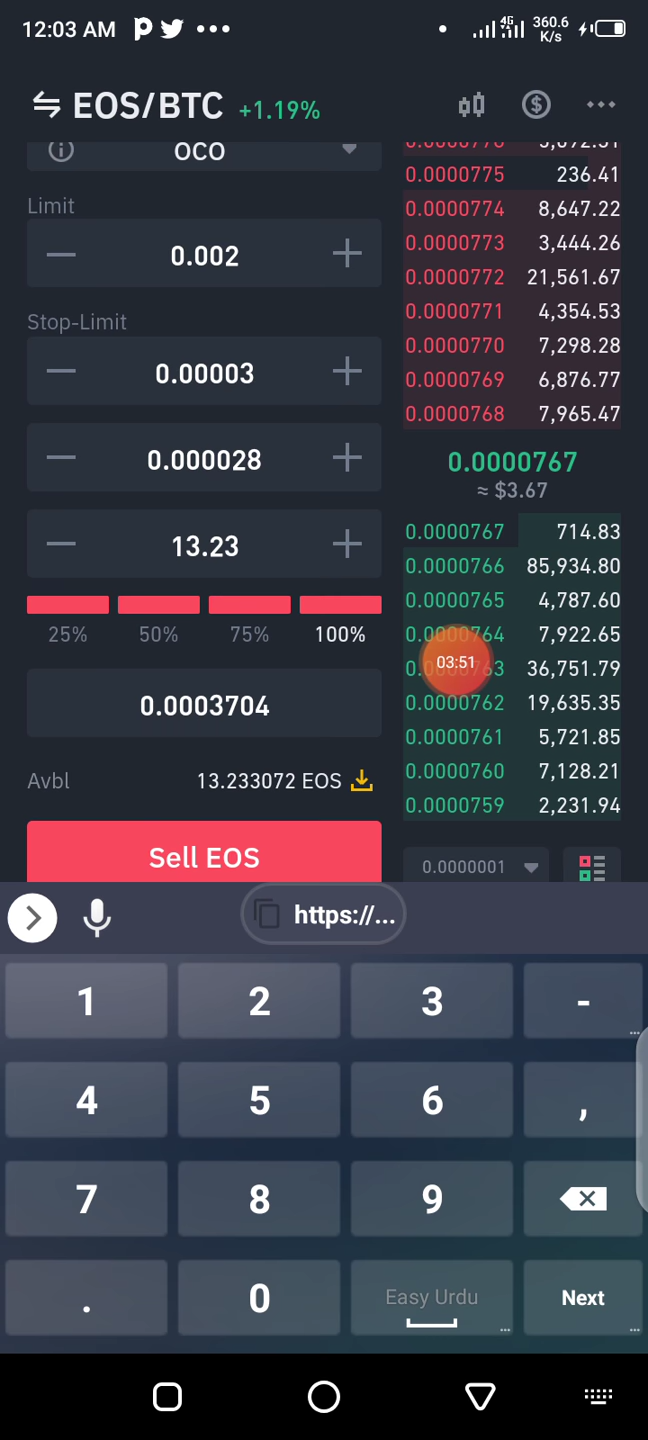 12:03 AM
4G
360.6 K/s
EOS/BTC +1.19%
OCO
Limit
0.002
Stop-Limit
0.00003
0.000028
13.23
25% 50% 75% 100%
0.0003704
Avbl 13.233072 EOS
Sell EOS
0.0000775 236.41
0.0000774 8,647.22
0.0000773 3,444.26
0.0000772 21,561.67
0.0000771 4,354.53
0.0000770 7,298.28
0.0000769 6,876.77
0.0000768 7,965.47
0.0000767
≈ $3.67
0.0000767 714.83
0.0000766 85,934.80
0.0000765 4,787.60
7,922.65
03:51
36,751.79
0.0000762 19,635.35
0.0000761 5,721.85
0.0000760 7,128.21
0.0000759 2,231.94
0.0000001
https://...
1 2 3 -
4 5 6 ,
7 8 9
. 0 Easy Urdu Next